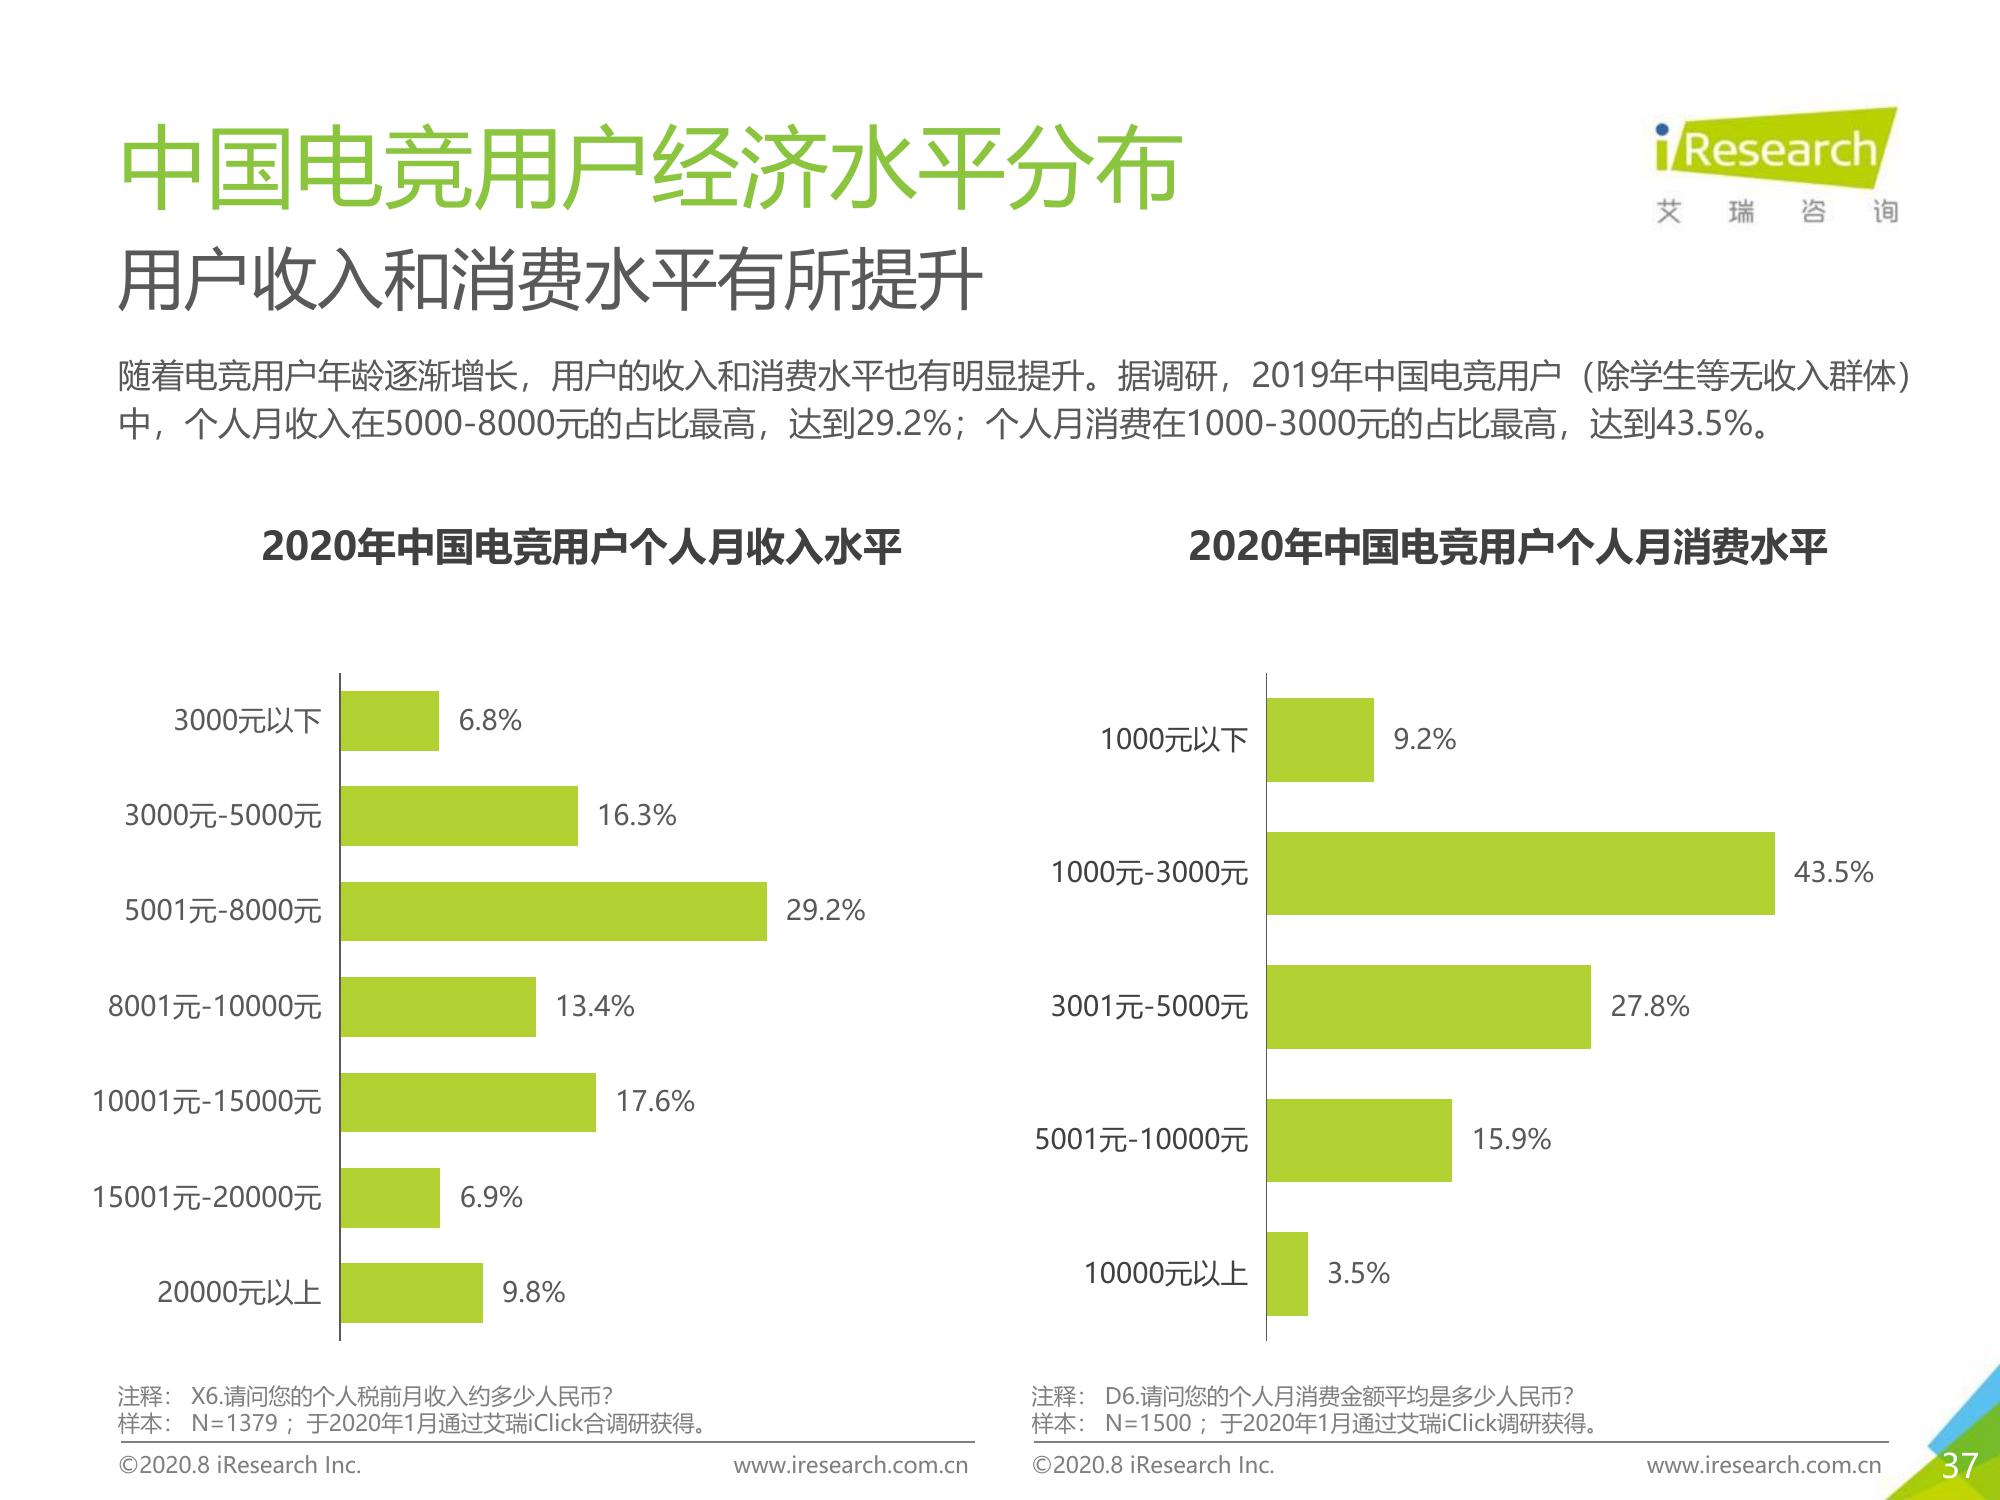 中国电竞用户经济水平分布
iResearch
艾瑞咨询
用户收入和消费水平有所提升
随着电竞用户年龄逐渐增长，用户的收入和消费水平也有明显提升。据调研，2019年中国电竞用户（除学生等无收入群体）
中，个人月收入在5000-8000元的占比最高，达到29.2%；个人月消费在1000-3000元的占比最高，达到43.5%。
2020年中国电竞用户个人月收入水平
3000元以下 6.8%
3000元-5000元 16.3%
5001元-8000元 29.2%
8001元-10000元 13.4%
10001元-15000元 17.6%
15001元-20000元 6.9%
20000元以上 9.8%
注释： X6.请问您的个人税前月收入约多少人民币？
样本： N=1379 ；于2020年1月通过艾瑞iClick合调研获得。
©2020.8 iResearch Inc. www.iresearch.com.cn
2020年中国电竞用户个人月消费水平
1000元以下 9.2%
1000元-3000元 43.5%
3001元-5000元 27.8%
5001元-10000元 15.9%
10000元以上 3.5%
注释： D6.请问您的个人月消费金额平均是多少人民币？
样本： N=1500 ；于2020年1月通过艾瑞iClick调研获得。
©2020.8 iResearch Inc. www.iresearch.com.cn
37